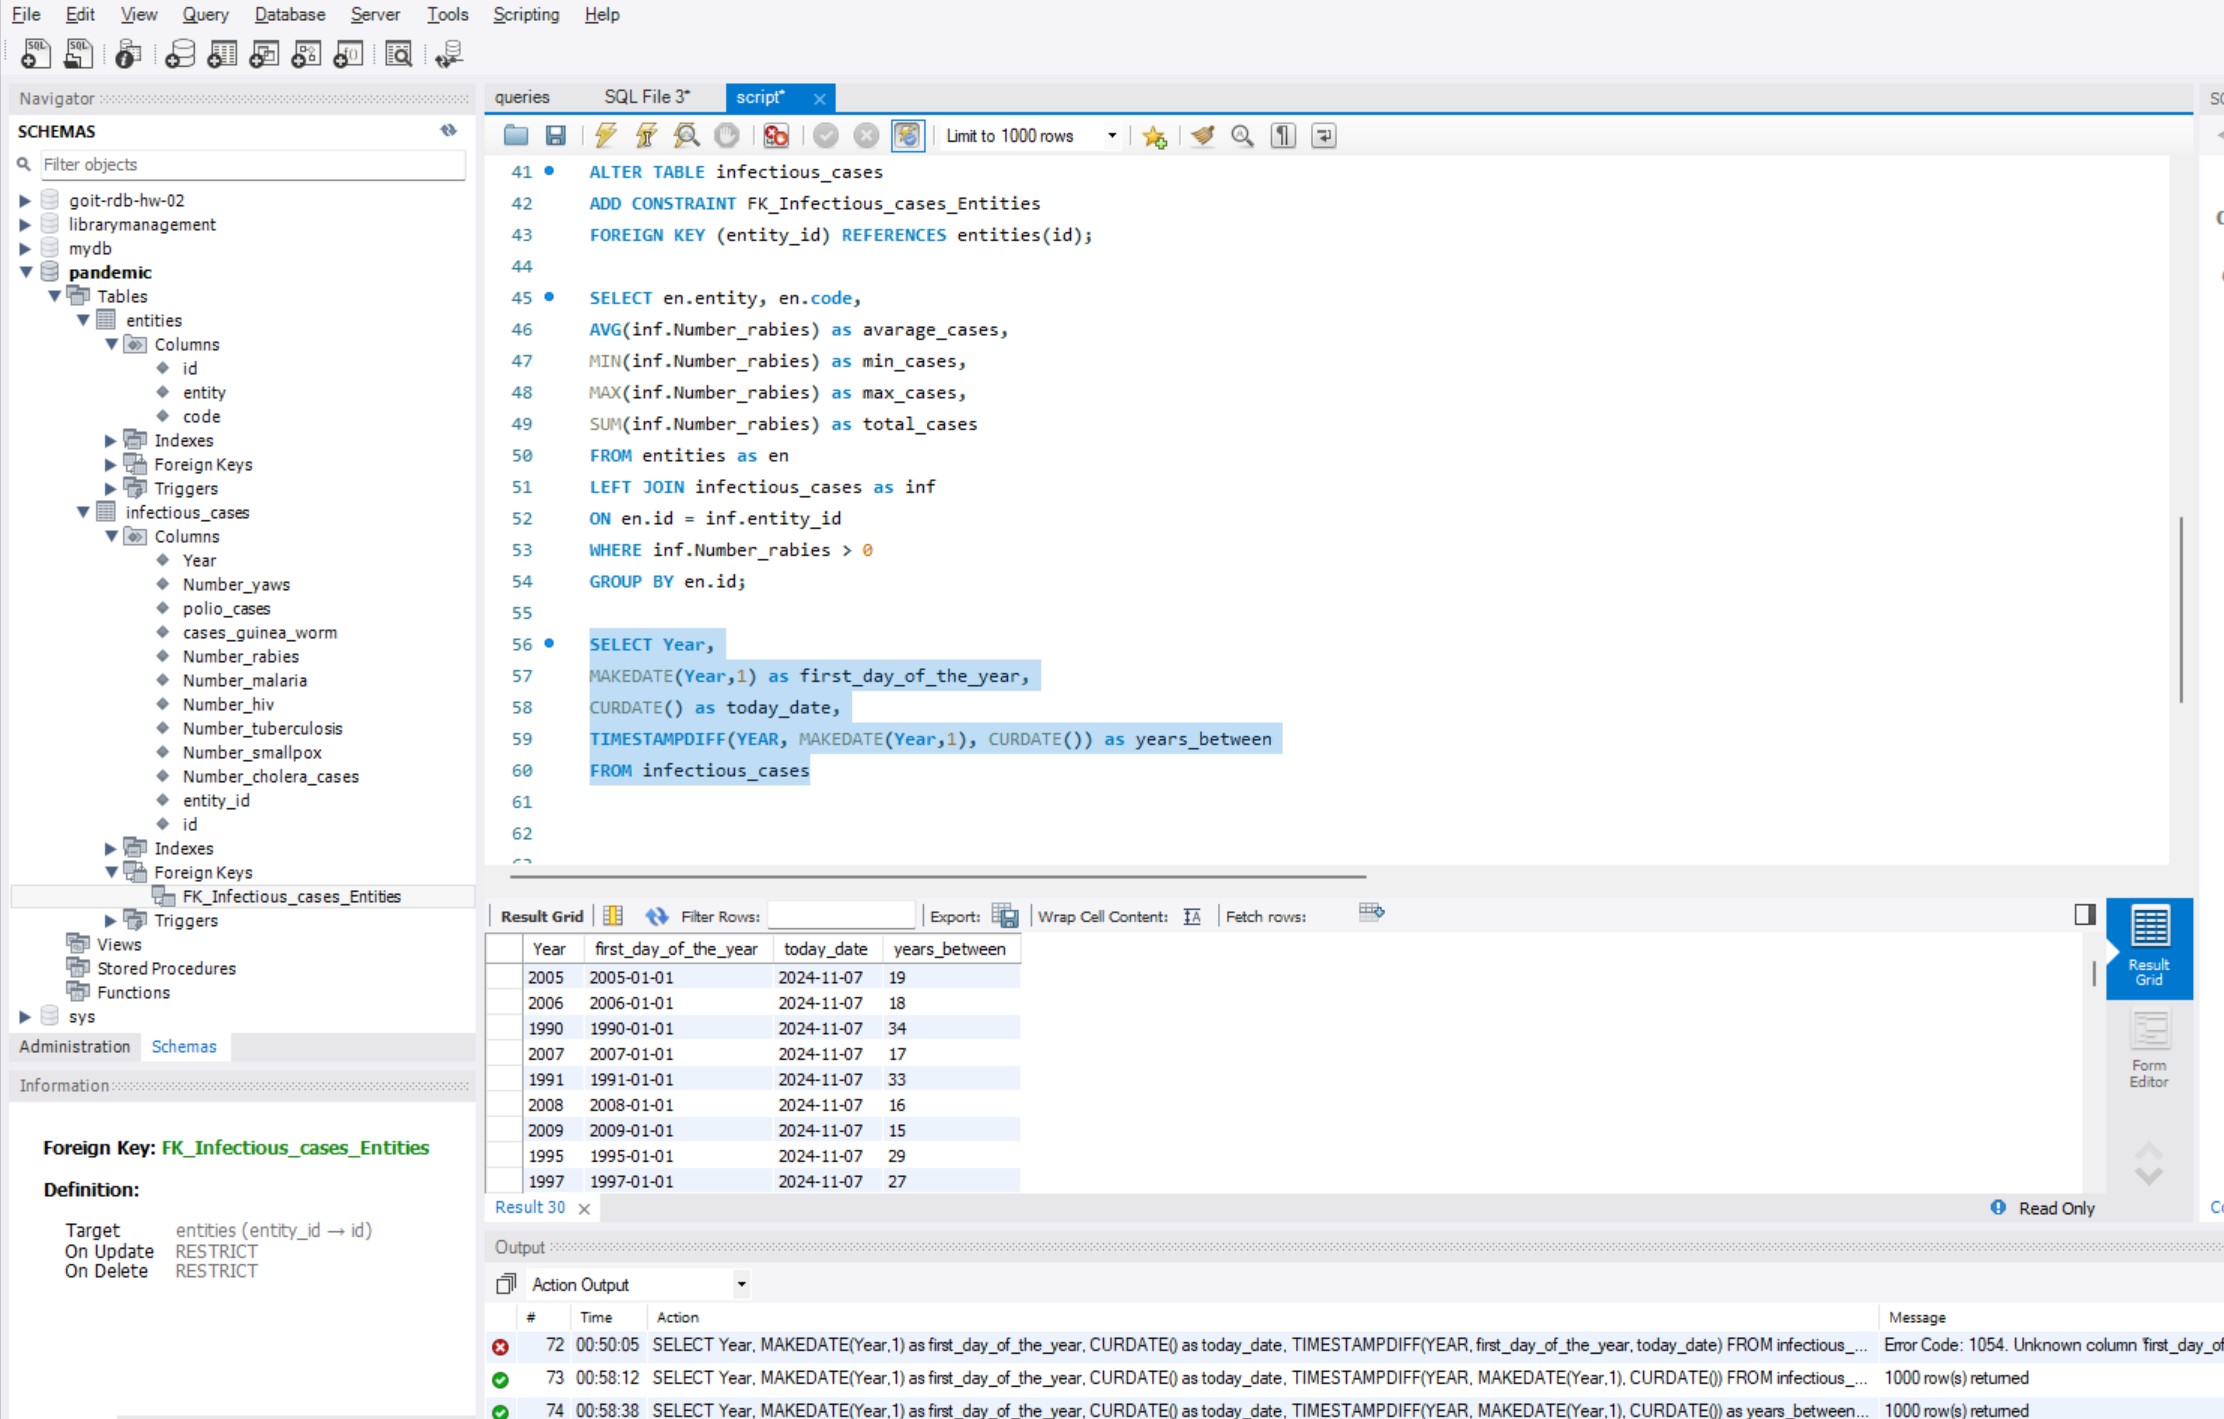 File Edit View Query Database Server Tools Scripting Help
Navigator
SCHEMAS
Filter objects
goit-rdb-hw-02
librarymanagement
mydb
pandemic
Tables
entities
Columns
id
entity
code
Indexes
Foreign Keys
Triggers
infectious_cases
Columns
Year
Number_yaws
polio_cases
cases_guinea_worm
Number_rabies
Number_malaria
Number_hiv
Number_tuberculosis
Number_smallpox
Number_cholera_cases
entity_id
id
Indexes
Foreign Keys
FK_Infectious_cases_Entities
Triggers
Views
Stored Procedures
Functions
sys
Administration Schemas
Information
Foreign Key: FK_Infectious_cases_Entities
Definition:
Target entities (entity_id → id)
On Update RESTRICT
On Delete RESTRICT
queries SQL File 3* script*
Limit to 1000 rows
41 ALTER TABLE infectious_cases
42 ADD CONSTRAINT FK_Infectious_cases_Entities
43 FOREIGN KEY (entity_id) REFERENCES entities(id);
44
45 SELECT en.entity, en.code,
46 AVG(inf.Number_rabies) as avarage_cases,
47 MIN(inf.Number_rabies) as min_cases,
48 MAX(inf.Number_rabies) as max_cases,
49 SUM(inf.Number_rabies) as total_cases
50 FROM entities as en
51 LEFT JOIN infectious_cases as inf
52 ON en.id = inf.entity_id
53 WHERE inf.Number_rabies > 0
54 GROUP BY en.id;
55
56 SELECT Year,
57 MAKEDATE(Year,1) as first_day_of_the_year,
58 CURDATE() as today_date,
59 TIMESTAMPDIFF(YEAR, MAKEDATE(Year,1), CURDATE()) as years_between
60 FROM infectious_cases
61
62
Result Grid Filter Rows: Export: Wrap Cell Content: Fetch rows:
Year first_day_of_the_year today_date years_between
2005 2005-01-01 2024-11-07 19
2006 2006-01-01 2024-11-07 18
1990 1990-01-01 2024-11-07 34
2007 2007-01-01 2024-11-07 17
1991 1991-01-01 2024-11-07 33
2008 2008-01-01 2024-11-07 16
2009 2009-01-01 2024-11-07 15
1995 1995-01-01 2024-11-07 29
1997 1997-01-01 2024-11-07 27
Result
Grid
Form
Editor
Result 30 Read Only
Output
Action Output
# Time Action Message
72 00:50:05 SELECT Year, MAKEDATE(Year,1) as first_day_of_the_year, CURDATE() as today_date, TIMESTAMPDIFF(YEAR, first_day_of_the_year, today_date) FROM infectious_... Error Code: 1054. Unknown column 'first_day_of
73 00:58:12 SELECT Year, MAKEDATE(Year,1) as first_day_of_the_year, CURDATE() as today_date, TIMESTAMPDIFF(YEAR, MAKEDATE(Year,1), CURDATE()) FROM infectious_... 1000 row(s) returned
74 00:58:38 SELECT Year, MAKEDATE(Year,1) as first_day_of_the_year, CURDATE() as today_date, TIMESTAMPDIFF(YEAR, MAKEDATE(Year,1), CURDATE()) as years_between... 1000 row(s) returned